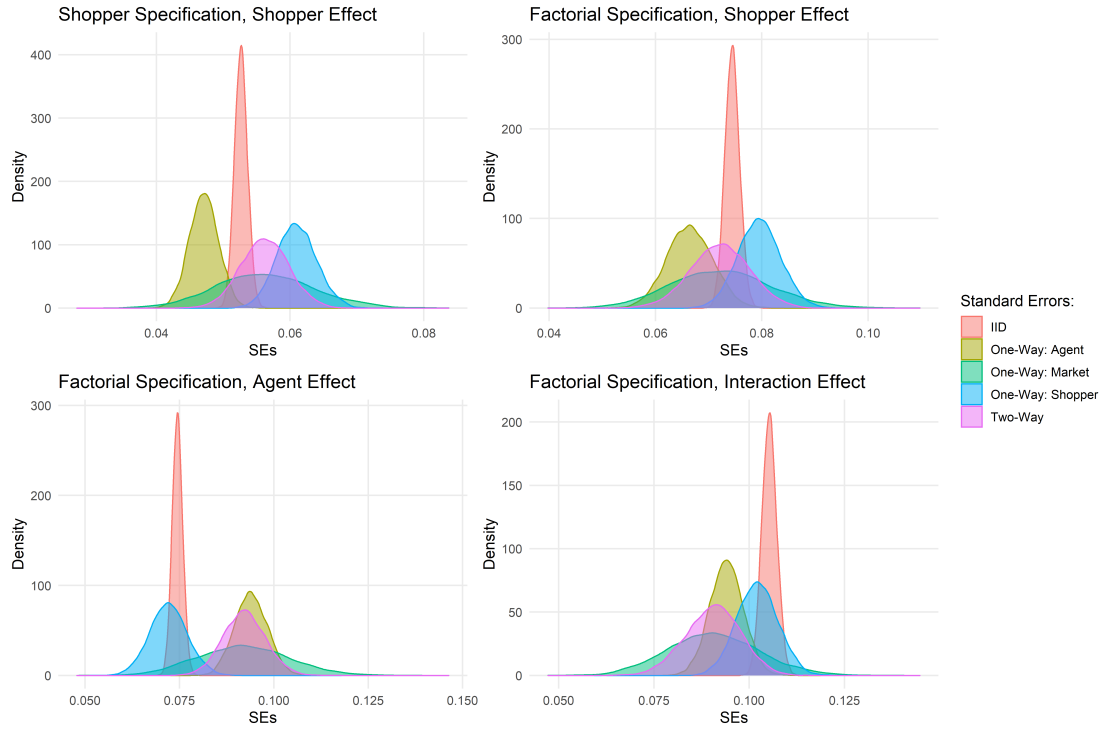 Shopper Specification, Shopper Effect
400
300
200
100
0
Density
0.04
0.06
0.08
SEs
Factorial Specification, Shopper Effect
300
200
100
0
Density
0.04
0.06
0.08
0.10
SEs
Factorial Specification, Agent Effect
300
200
100
0
Density
0.050
0.075
0.100
0.125
0.150
SEs
Factorial Specification, Interaction Effect
200
150
100
50
0
Density
0.050
0.075
0.100
0.125
SEs
Standard Errors:
IID
One-Way: Agent
One-Way: Market
One-Way: Shopper
Two-Way